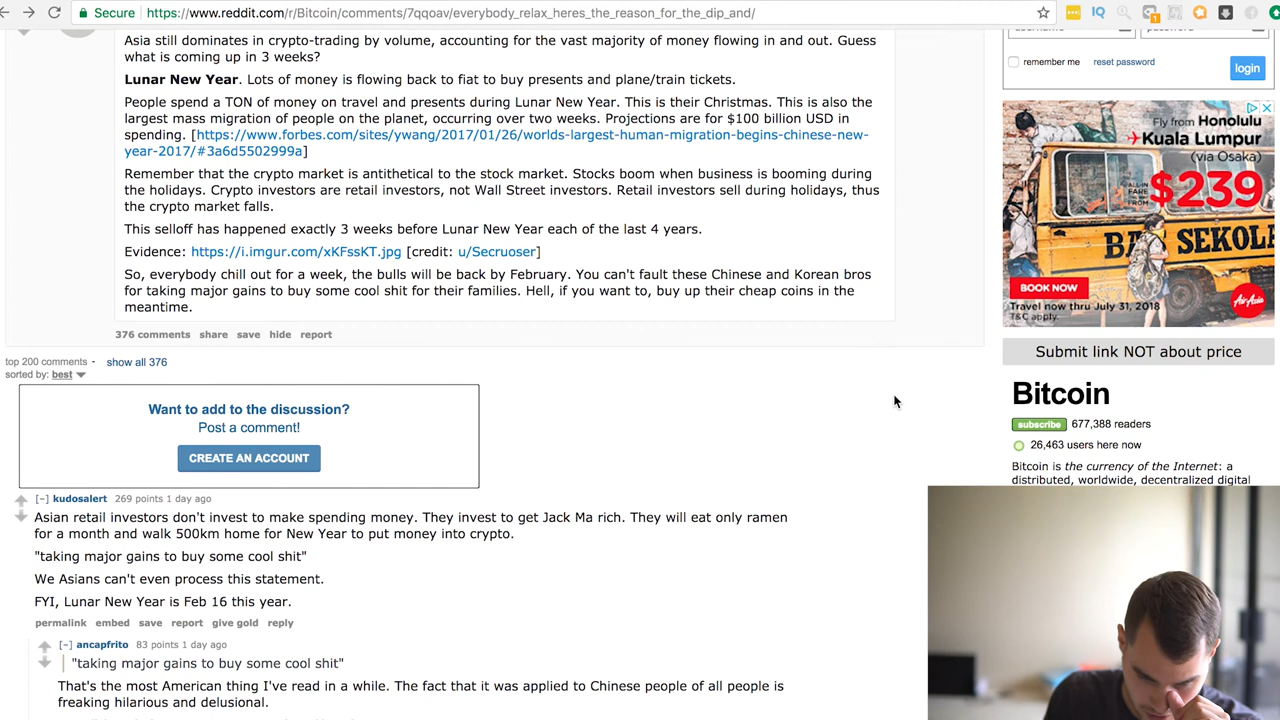 Secure https://www.reddit.com/r/Bitcoin/comments/7qqoav/everybody_relax_heres_the_reason_for_the_dip_and/
Asia still dominates in crypto-trading by volume, accounting for the vast majority of money flowing in and out. Guess
what is coming up in 3 weeks?
Lunar New Year. Lots of money is flowing back to fiat to buy presents and plane/train tickets.
People spend a TON of money on travel and presents during Lunar New Year. This is their Christmas. This is also the
largest mass migration of people on the planet, occurring over two weeks. Projections are for $100 billion USD in
spending. [https://www.forbes.com/sites/ywang/2017/01/26/worlds-largest-human-migration-begins-chinese-new-
year-2017/#3a6d5502999a]
Remember that the crypto market is antithetical to the stock market. Stocks boom when business is booming during
the holidays. Crypto investors are retail investors, not Wall Street investors. Retail investors sell during holidays, thus
the crypto market falls.
This selloff has happened exactly 3 weeks before Lunar New Year each of the last 4 years.
Evidence: https://i.imgur.com/xKFssKT.jpg [credit: u/Secruoser]
So, everybody chill out for a week, the bulls will be back by February. You can't fault these Chinese and Korean bros
for taking major gains to buy some cool shit for their families. Hell, if you want to, buy up their cheap coins in the
meantime.
376 comments share save hide report
top 200 comments show all 376
sorted by: best
Want to add to the discussion?
Post a comment!
CREATE AN ACCOUNT
[-] kudosalert 269 points 1 day ago
Asian retail investors don't invest to make spending money. They invest to get Jack Ma rich. They will eat only ramen
for a month and walk 500km home for New Year to put money into crypto.
"taking major gains to buy some cool shit"
We Asians can't even process this statement.
FYI, Lunar New Year is Feb 16 this year.
permalink embed save report give gold reply
[-] ancapfrito 83 points 1 day ago
"taking major gains to buy some cool shit"
That's the most American thing I've read in a while. The fact that it was applied to Chinese people of all people is
freaking hilarious and delusional.
remember me reset password
login
Fly from Honolulu
Kuala Lumpur
(via Osaka)
ALL-IN
FARE
FROM
$239
BAS SEKOLA
BOOK NOW
Travel now thru July 31, 2018
T&C apply.
AirAsia
Submit link NOT about price
Bitcoin
subscribe 677,388 readers
26,463 users here now
Bitcoin is the currency of the Internet: a
distributed, worldwide, decentralized digital